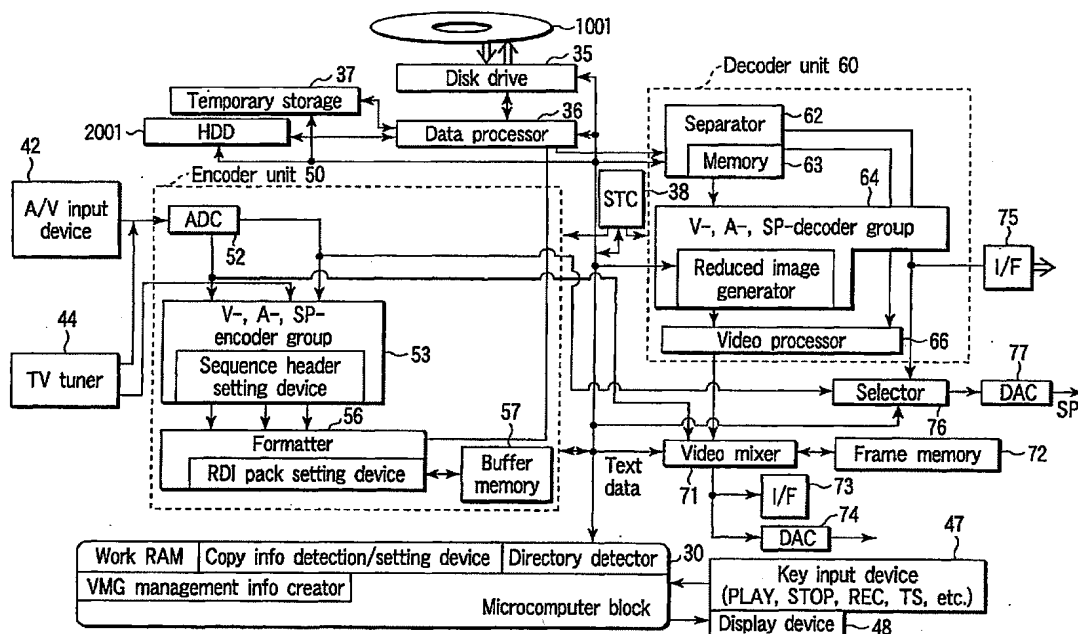 1001
35
Disk drive
37
Temporary storage
36
2001
HDD
Data processor
Decoder unit 60
62
Separator
Memory
63
Encoder unit 50
38
STC
64
V-, A-, SP-decoder group
Reduced image
generator
Video processor
66
75
I/F
42
A/V input
device
ADC
52
V-, A-, SP-
encoder group
Sequence header
setting device
53
44
TV tuner
56
Formatter
RDI pack setting device
57
Buffer
memory
Text
data
77
Selector
DAC
76
SP
Video mixer
71
Frame memory
72
73
I/F
74
DAC
47
Work RAM
Copy info detection/setting device
Directory detector
30
VMG management info creator
Microcomputer block
Key input device
(PLAY, STOP, REC, TS, etc.)
Display device
48